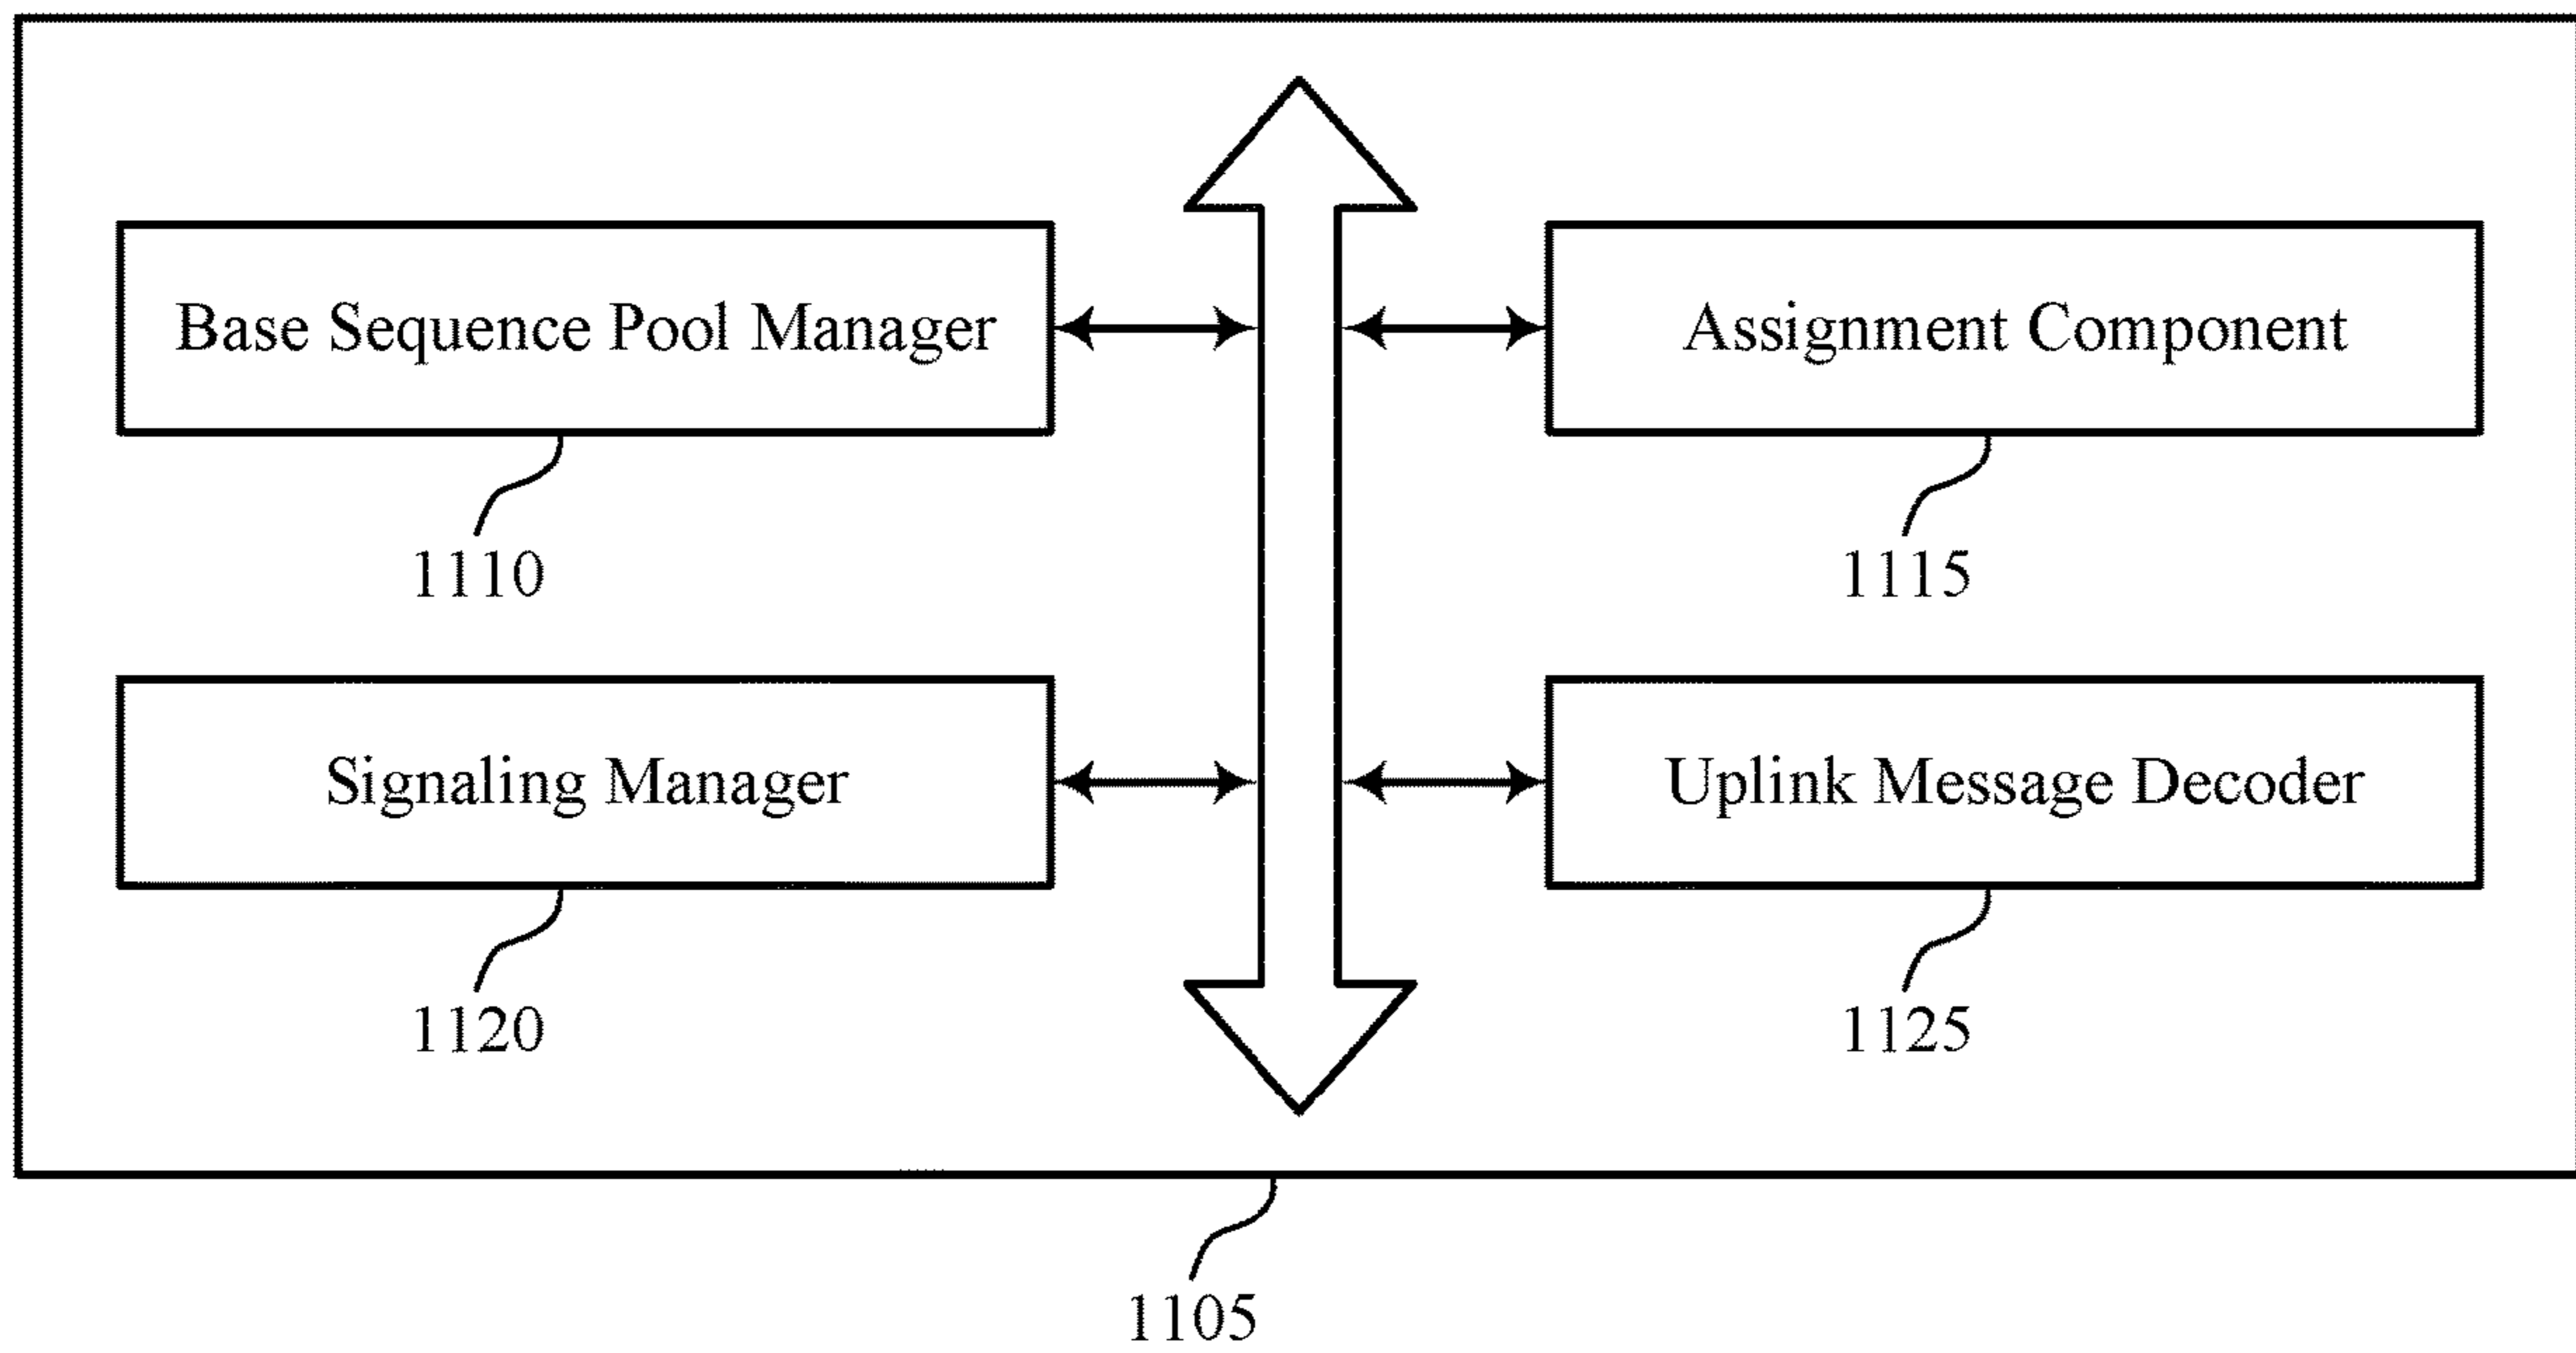 Base Sequence Pool Manager
Assignment Component
1110
1115
Signaling Manager
Uplink Message Decoder
1120
1125
1105